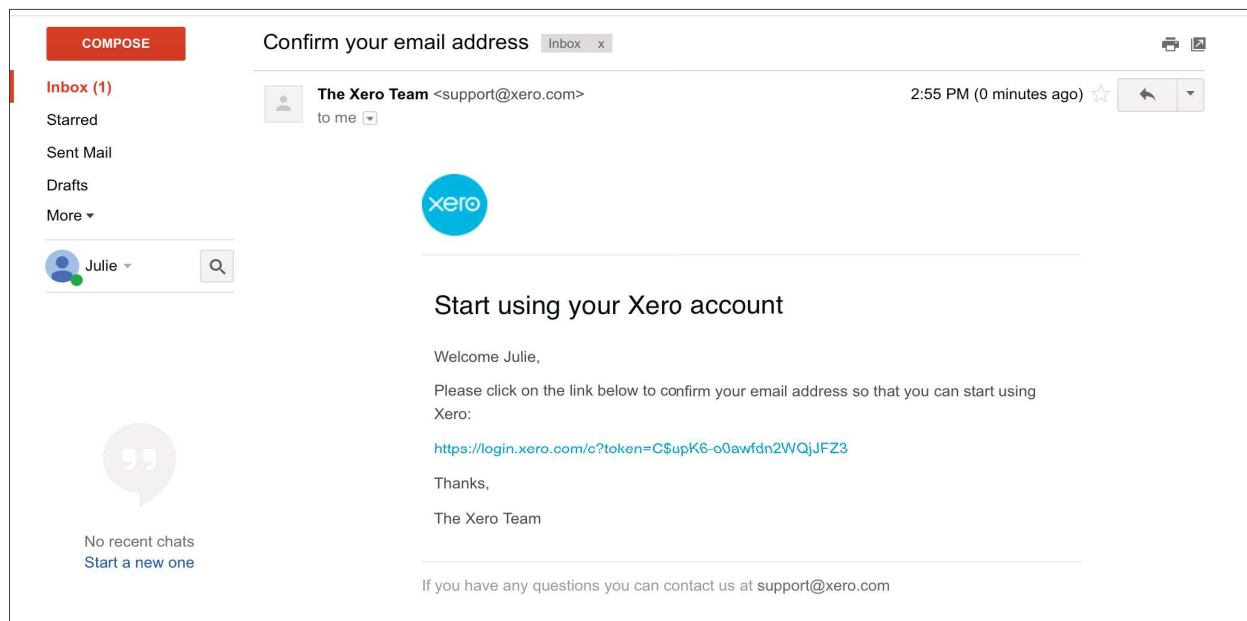 COMPOSE
Inbox (1)
Starred
Sent Mail
Drafts
More
Julie
No recent chats
Start a new one
Confirm your email address Inbox x
The Xero Team <support@xero.com> 2:55 PM (0 minutes ago)
to me
xero
Start using your Xero account
Welcome Julie,
Please click on the link below to confirm your email address so that you can start using
Xero:
https://login.xero.com/c?token=C$upK6-o0awfdn2WQjJFZ3
Thanks,
The Xero Team
If you have any questions you can contact us at support@xero.com